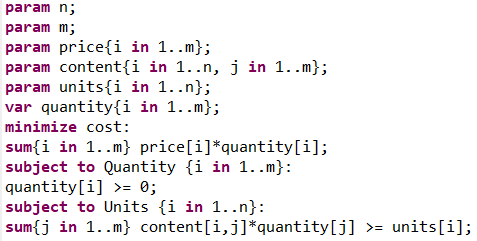 param n;
param m;
param price{i in 1..m};
param content{i in 1..n, j in 1..m};
param units{i in 1..n};
var quantity{i in 1..m};
minimize cost:
sum{i in 1..m} price[i]*quantity[i];
subject to Quantity {i in 1..m}:
quantity[i] >= 0;
subject to Units {i in 1..n}:
sum{j in 1..m} content[i,j]*quantity[j] >= units[i];